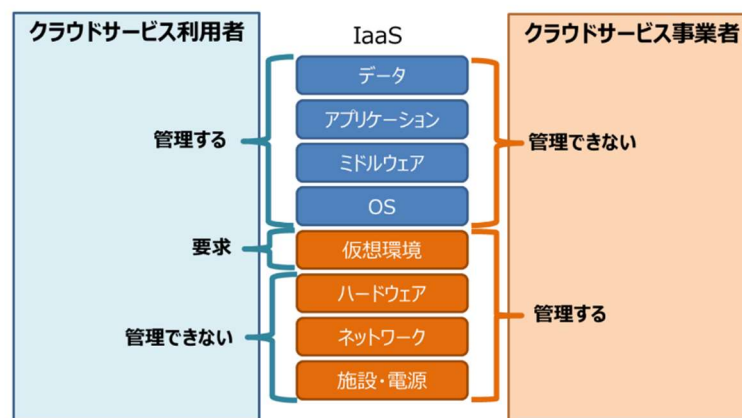 クラウドサービス利用者
IaaS
クラウドサービス事業者
データ
アプリケーション
管理する
管理できない
ミドルウェア
OS
要求
仮想環境
ハードウェア
管理する
管理できない
ネットワーク
施設・電源